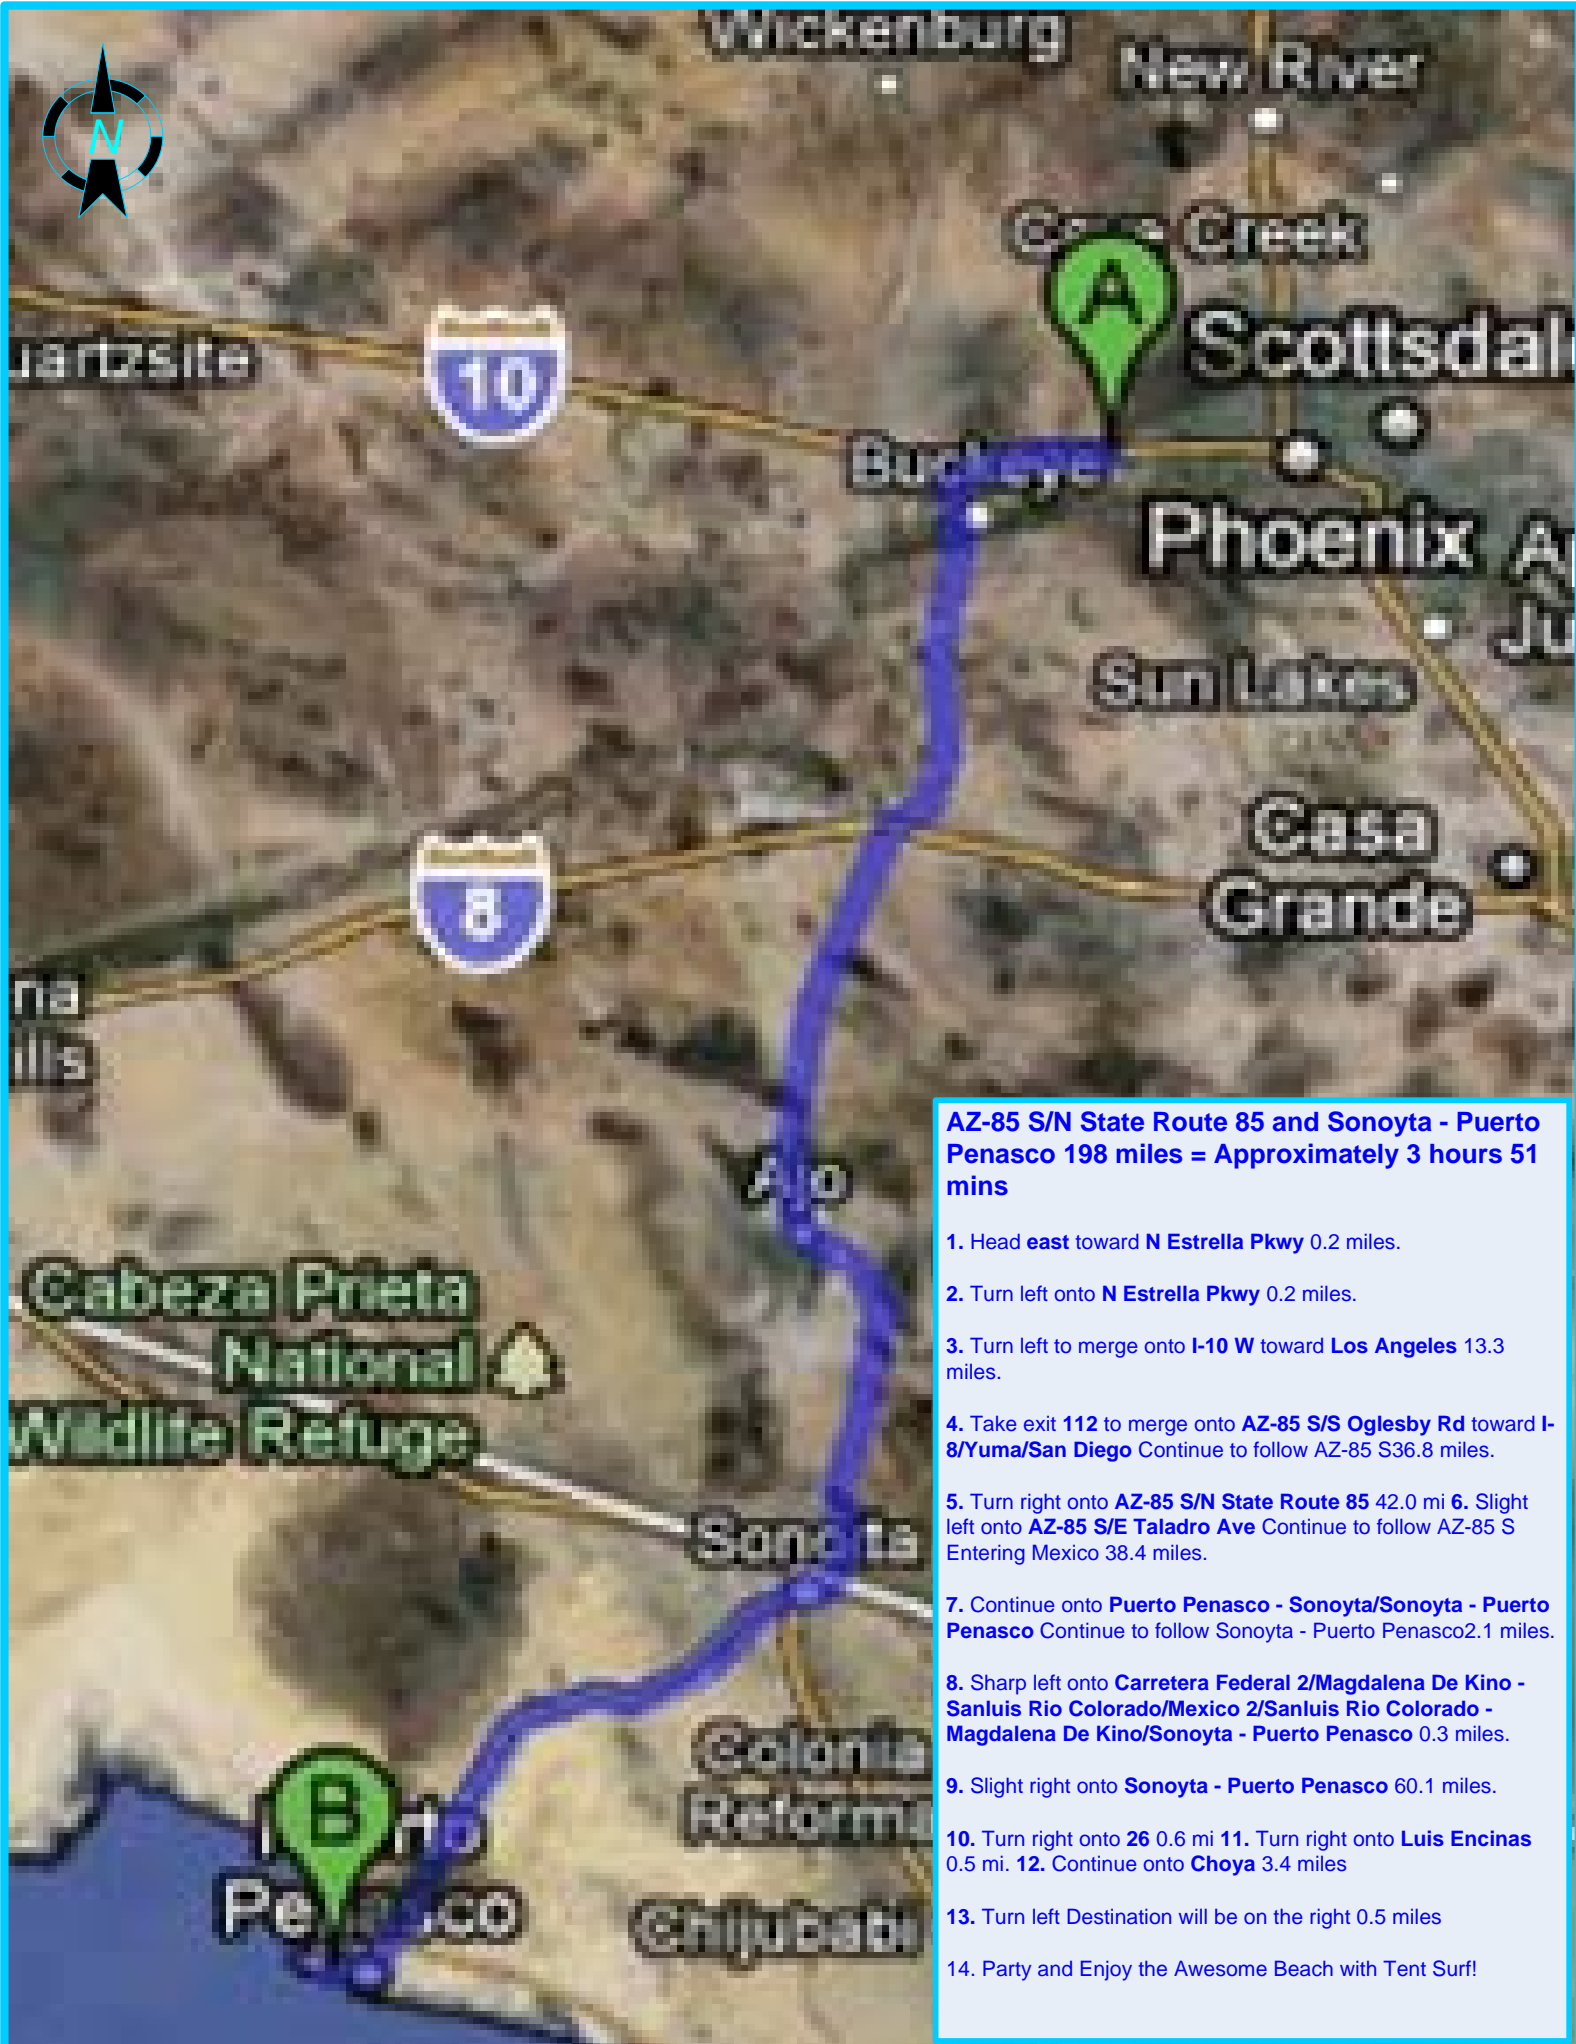 Wickenburg
New River
N
Creek
A
10
Scottsdal
Phoenix
Sun Lakes
Casa
Grande
8
Cabeza Prieta
National
Wildlife Refuge
B
AZ-85 S/N State Route 85 and Sonoyta - Puerto
Penasco 198 miles = Approximately 3 hours 51
mins
1. Head east toward N Estrella Pkwy 0.2 miles.
2. Turn left onto N Estrella Pkwy 0.2 miles.
3. Turn left to merge onto I-10 W toward Los Angeles 13.3
miles.
4. Take exit 112 to merge onto AZ-85 S/S Oglesby Rd toward I-
8/Yuma/San Diego Continue to follow AZ-85 S36.8 miles.
5. Turn right onto AZ-85 S/N State Route 85 42.0 mi 6. Slight
left onto AZ-85 S/E Taladro Ave Continue to follow AZ-85 S
Entering Mexico 38.4 miles.
7. Continue onto Puerto Penasco - Sonoyta/Sonoyta - Puerto
Penasco Continue to follow Sonoyta - Puerto Penasco2.1 miles.
8. Sharp left onto Carretera Federal 2/Magdalena De Kino -
Sanluis Rio Colorado/Mexico 2/Sanluis Rio Colorado -
Magdalena De Kino/Sonoyta - Puerto Penasco 0.3 miles.
9. Slight right onto Sonoyta - Puerto Penasco 60.1 miles.
10. Turn right onto 26 0.6 mi 11. Turn right onto Luis Encinas
0.5 mi. 12. Continue onto Choya 3.4 miles
13. Turn left Destination will be on the right 0.5 miles
14. Party and Enjoy the Awesome Beach with Tent Surf!